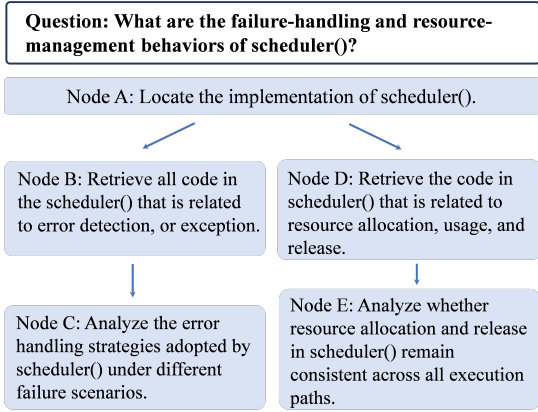 Question: What are the failure-handling and resource-
management behaviors of scheduler()?
Node A: Locate the implementation of scheduler().
Node B: Retrieve all code in
the scheduler() that is related
to error detection, or exception.
Node D: Retrieve the code in
scheduler() that is related to
resource allocation, usage, and
release.
Node C: Analyze the error
handling strategies adopted by
scheduler() under different
failure scenarios.
Node E: Analyze whether
resource allocation and release
in scheduler() remain
consistent across all execution
paths.